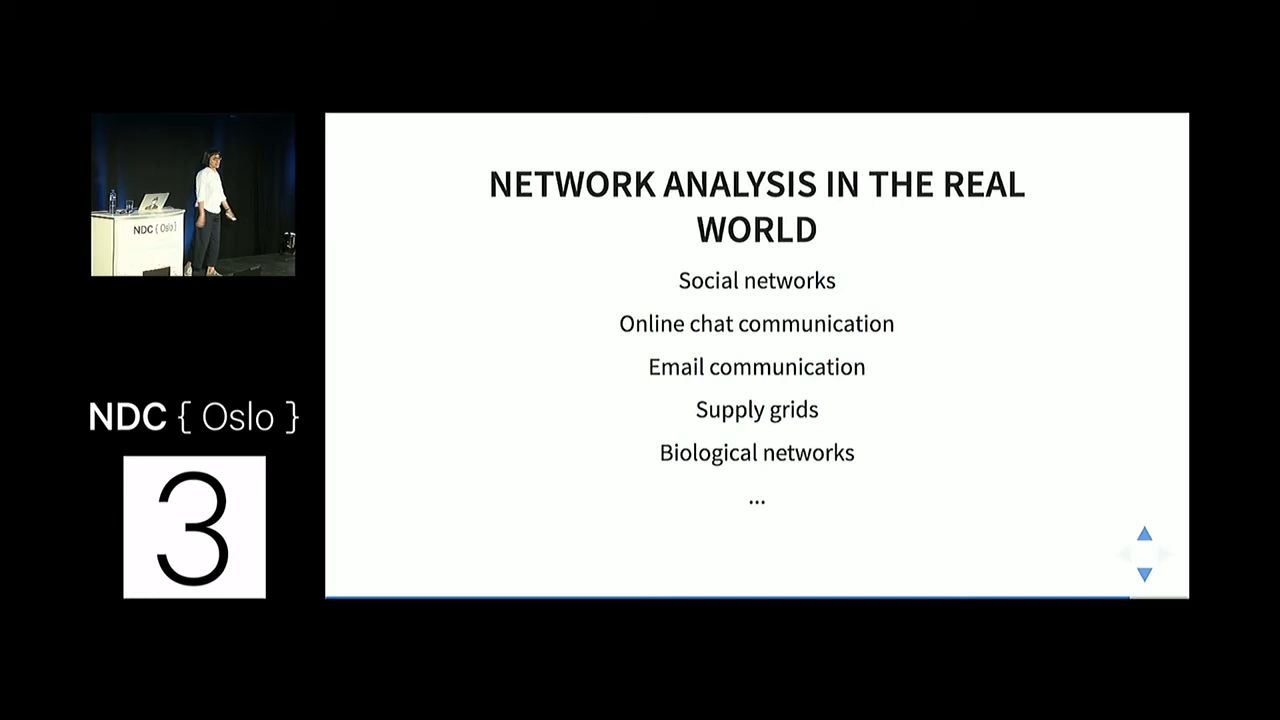 NDC { Oslo }
NDC { Oslo }
3
NETWORK ANALYSIS IN THE REAL
WORLD
Social networks
Online chat communication
Email communication
Supply grids
Biological networks
...